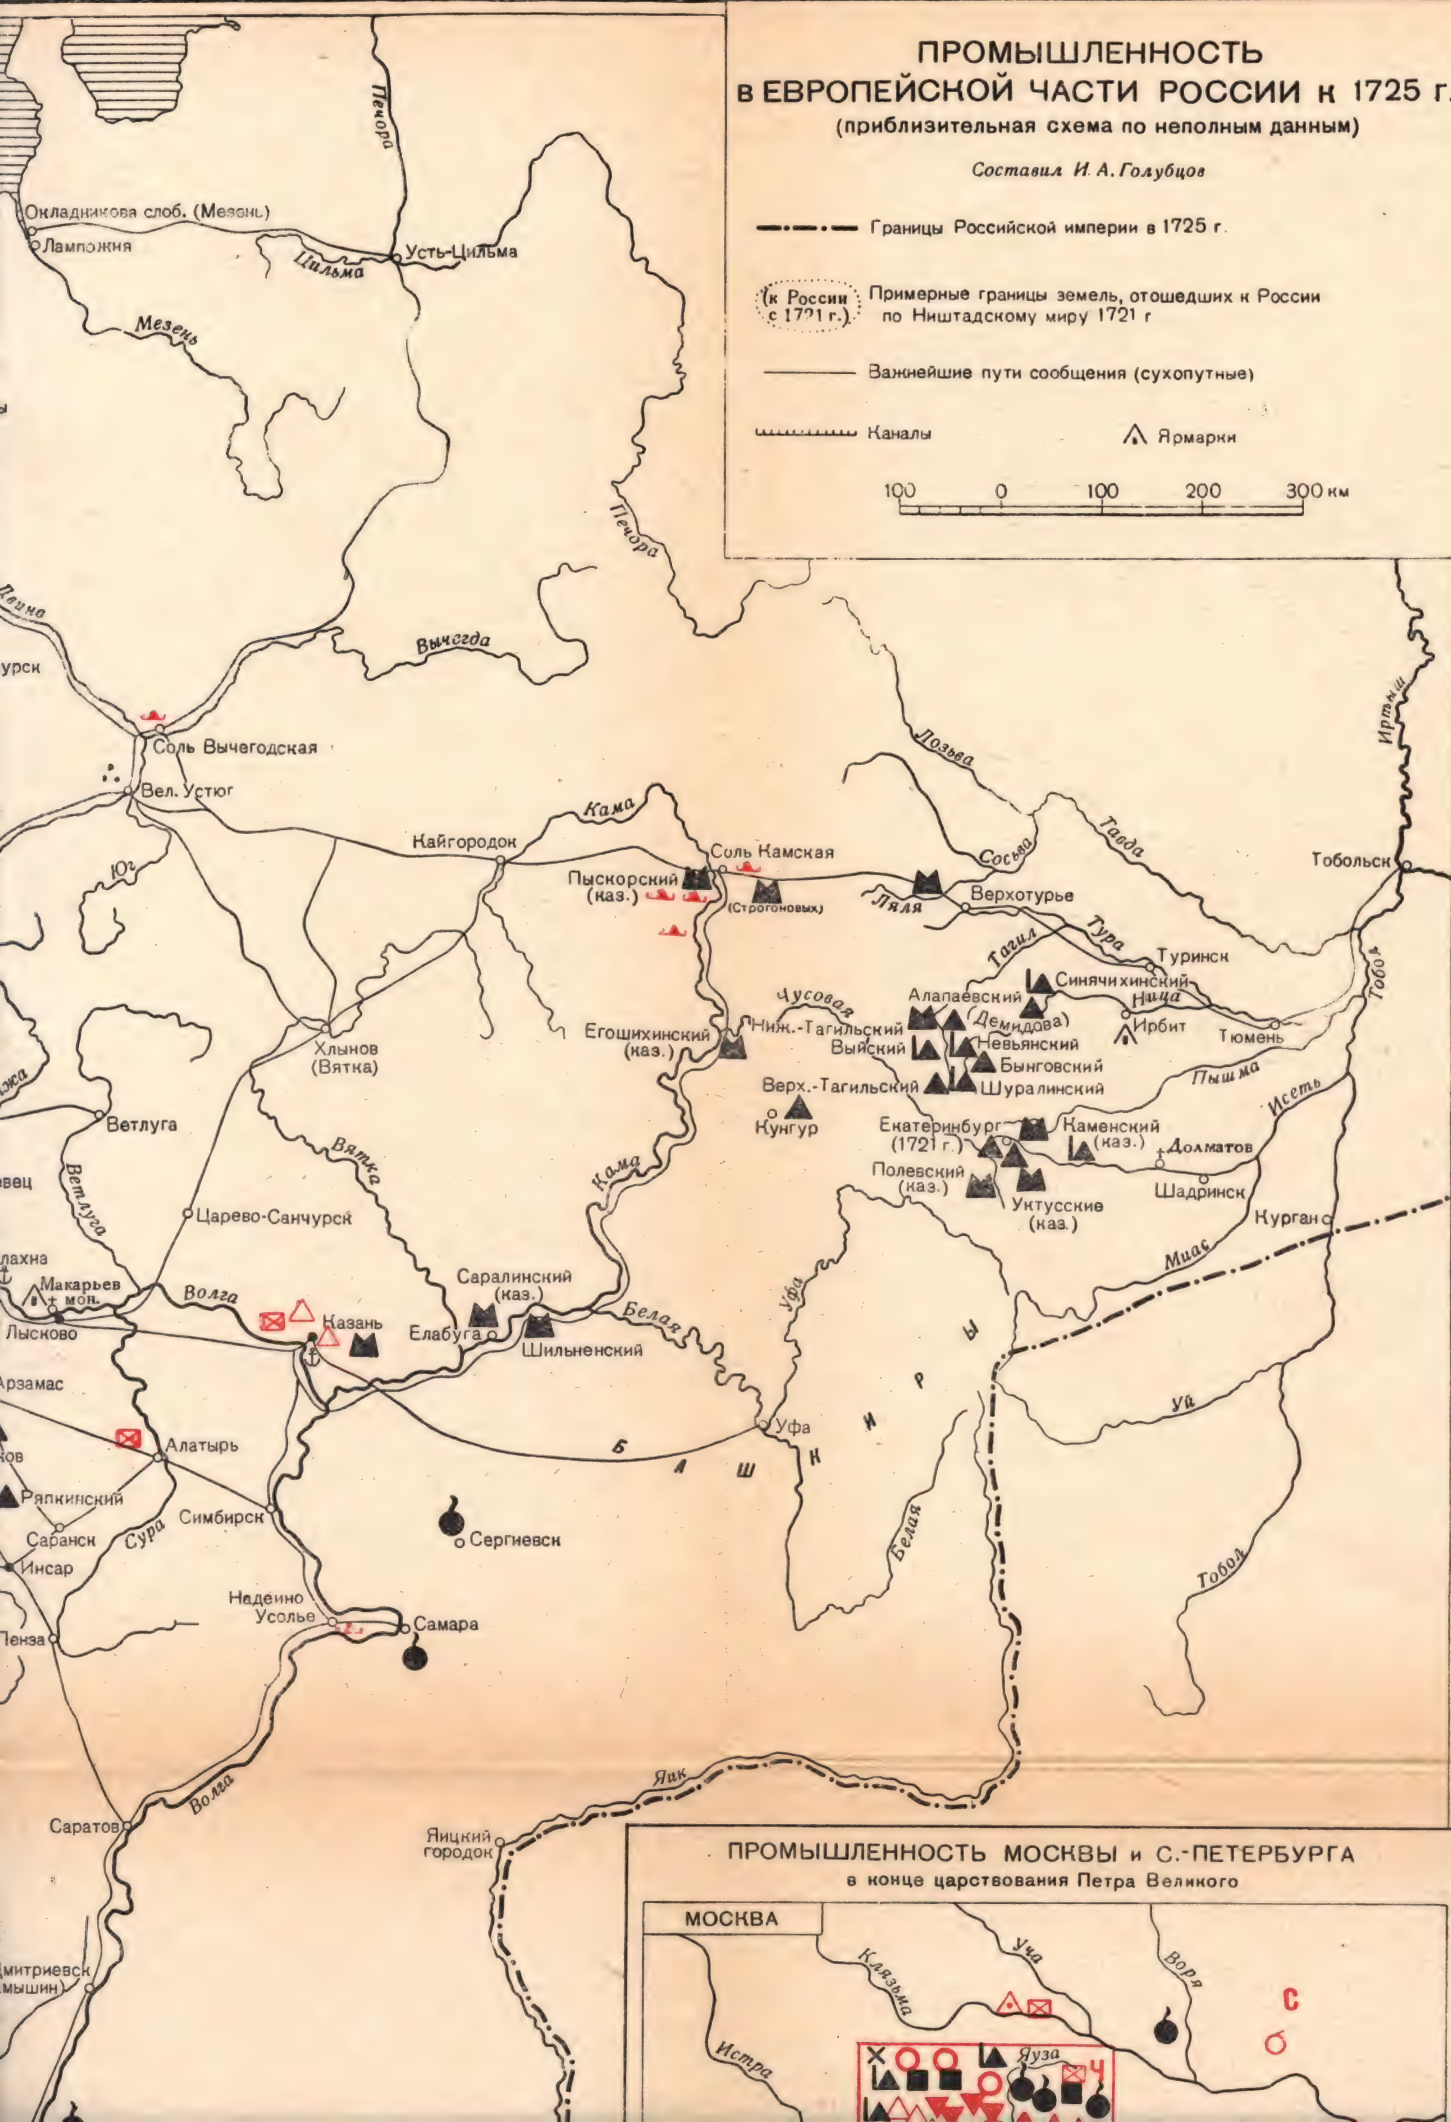 ПРОМЫШЛЕННОСТЬ
в ЕВРОПЕЙСКОЙ ЧАСТИ РОССИИ к 1725 г.
(приблизительная схема по неполным данным)
Составил И. А. Голубцов
Границы Российской империи в 1725 г.
(к России
с 1721 г.)
Примерные границы земель, отошедших к России
по Ништадскому миру 1721 г
Важнейшие пути сообщения (сухопутные)
Каналы
Ярмарки
100 0 100 200 300 км
Печора
Окладникова слоб. (Мезень)
Лампожня
Цильма
Усть-Цильма
Мезень
Печора
Двина
Вычегда
урск
Соль Вычегодская
Вел. Устюг
Юг
Лозьва
Иртыш
Кама
Кайгородок
Соль Камская
Пыскорский
(каз.)
(Строгоновых)
Сосьва
Тавда
Тобольск
Ляля
Верхотурье
Тагил
Тура
Туринск
Тобол
Чусовая
Синячихинский
Алапаевский
(Демидова)
Ница
Ирбит
Тюмень
Егошихинский
(каз.)
Ниж.-Тагильский
Выйский
Невьянский
Бынговский
Верх.-Тагильский
Шуралинский
Пышма
Исеть
Хлынов
(Вятка)
Кунгур
Ветлуга
Екатеринбург
(1721 г.)
Каменский
(каз.)
Долматов
Полевский
(каз.)
Уктусские
(каз.)
Шадринск
Курган
Вятка
Ветлуга
Кама
Царево-Санчурск
Миас
лахна
Макарьев
мон.
Лысково
Волга
Казань
Саралинский
(каз.)
Елабуга
Шильненский
Белая
Уфа
Арзамас
Уй
Уфа
Б А Ш К И Р Ы
Алатырь
ков
Ряпкинский
Саранск
Сура
Симбирск
Инсар
Сергиевск
Белая
Тобол
Надеино
Усолье
Самара
Пенза
Яик
Волга
Саратов
Яицкий
городок
митриевск
мышин)
ПРОМЫШЛЕННОСТЬ МОСКВЫ и С.-ПЕТЕРБУРГА
в конце царствования Петра Великого
МОСКВА
Клязьма
Уча
Воря
С
Истра
Яуза
Ч